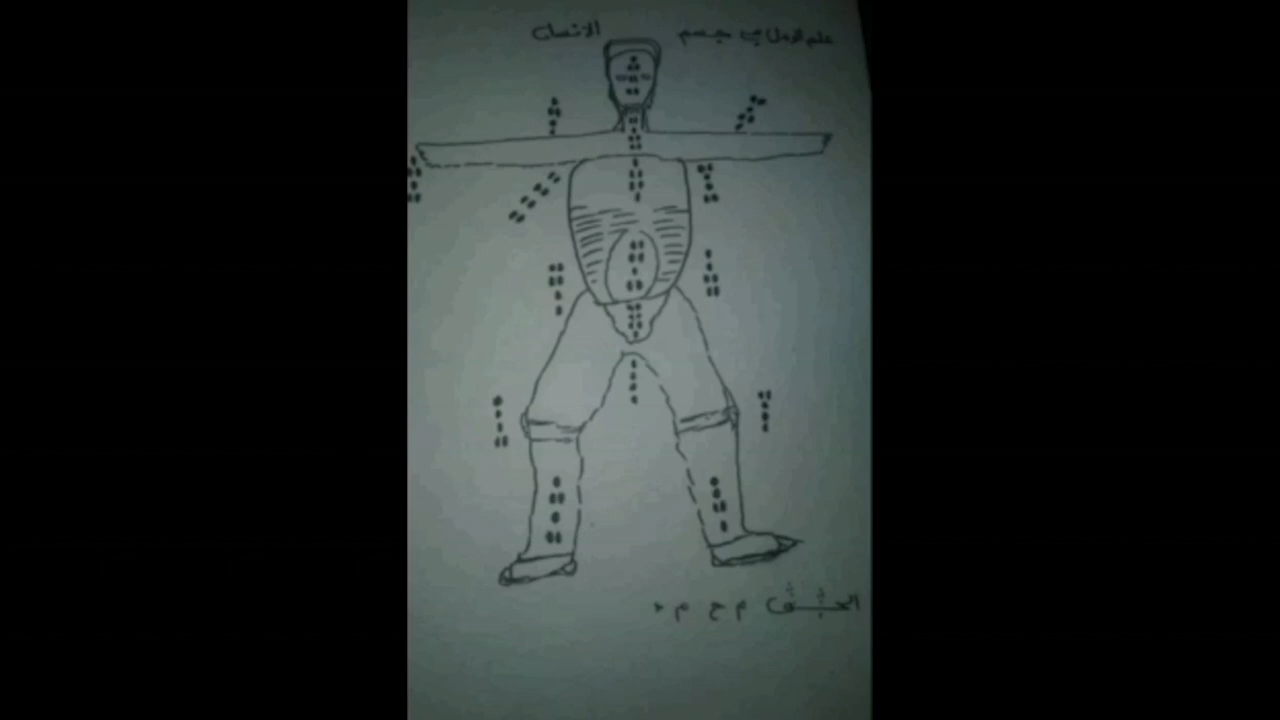 علم الرمل في جسم الانسان
م ح م د